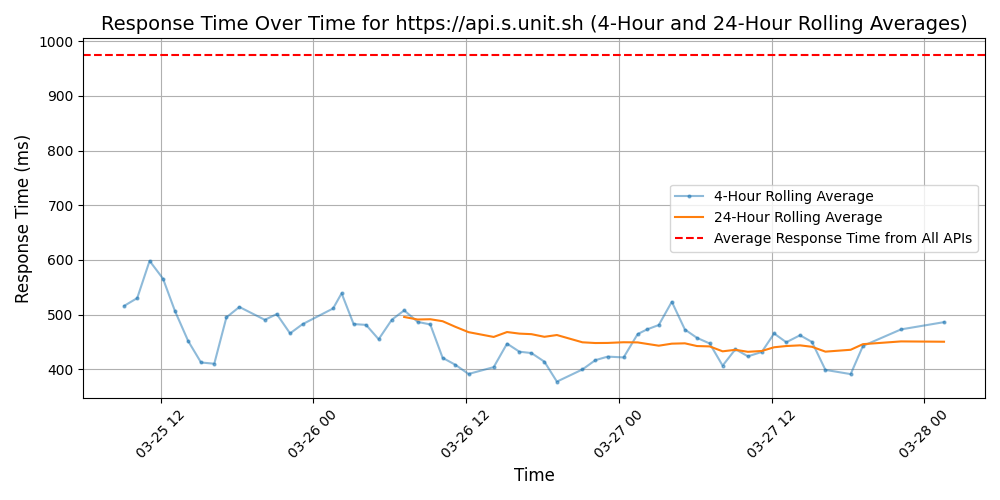 Response Time Over Time for https://api.s.unit.sh (4-Hour and 24-Hour Rolling Averages)
Response Time (ms)
1000
900
800
700
600
500
400
4-Hour Rolling Average
24-Hour Rolling Average
Average Response Time from All APIs
03-25 12
03-26 00
03-26 12
03-27 00
03-27 12
03-28 00
Time